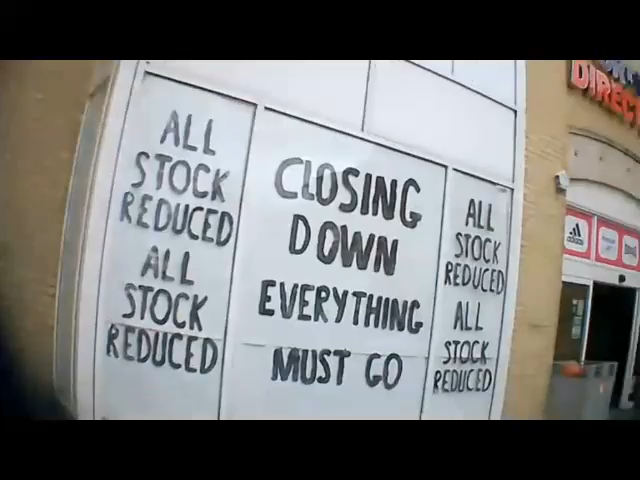 ALL
STOCK
REDUCED
ALL
STOCK
REDUCED
CLOSING
DOWN
EVERYTHING
MUST GO
ALL
STOCK
REDUCED
ALL
STOCK
REDUCED
DIRECT
adidas